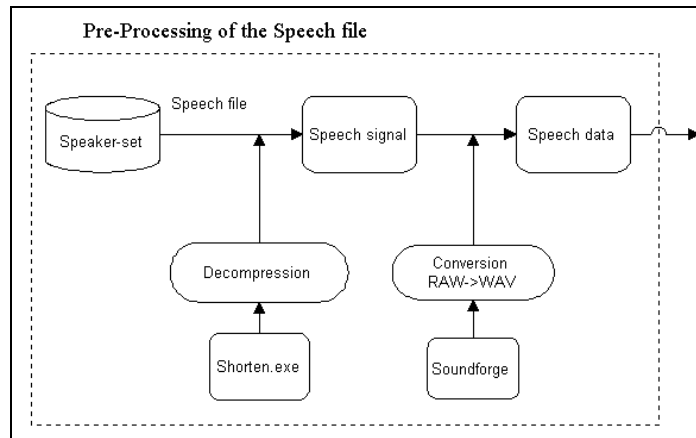 Pre-Processing of the Speech file
Speech file
Speaker-set
Speech signal
Speech data
Decompression
Conversion
RAW->WAV
Shorten.exe
Soundforge